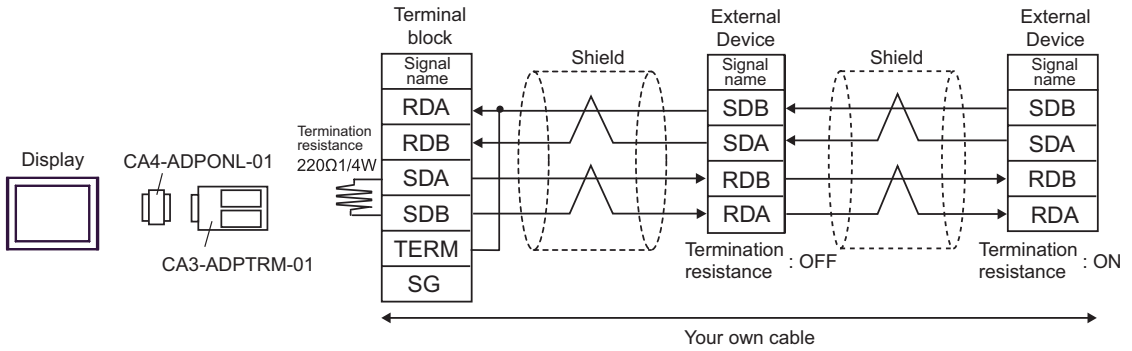 Display
CA4-ADPONL-01
CA3-ADPTRM-01
Termination
resistance
220Ω1/4W
Terminal
block
Signal
name
RDA
RDB
SDA
SDB
TERM
SG
Shield
External
Device
Signal
name
SDB
SDA
RDB
RDA
Termination
resistance : OFF
Shield
External
Device
Signal
name
SDB
SDA
RDB
RDA
Termination
resistance : ON
Your own cable